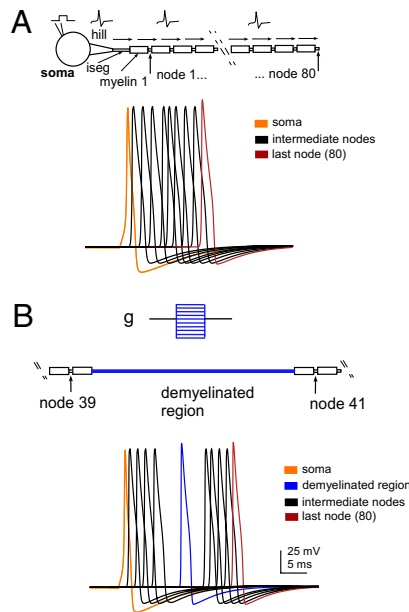 A
hill
soma
iseg
myelin 1
node 1...
... node 80
soma
intermediate nodes
last node (80)
B
g
demyelinated
region
node 39
node 41
soma
demyelinated region
intermediate nodes
last node (80)
25 mV
5 ms